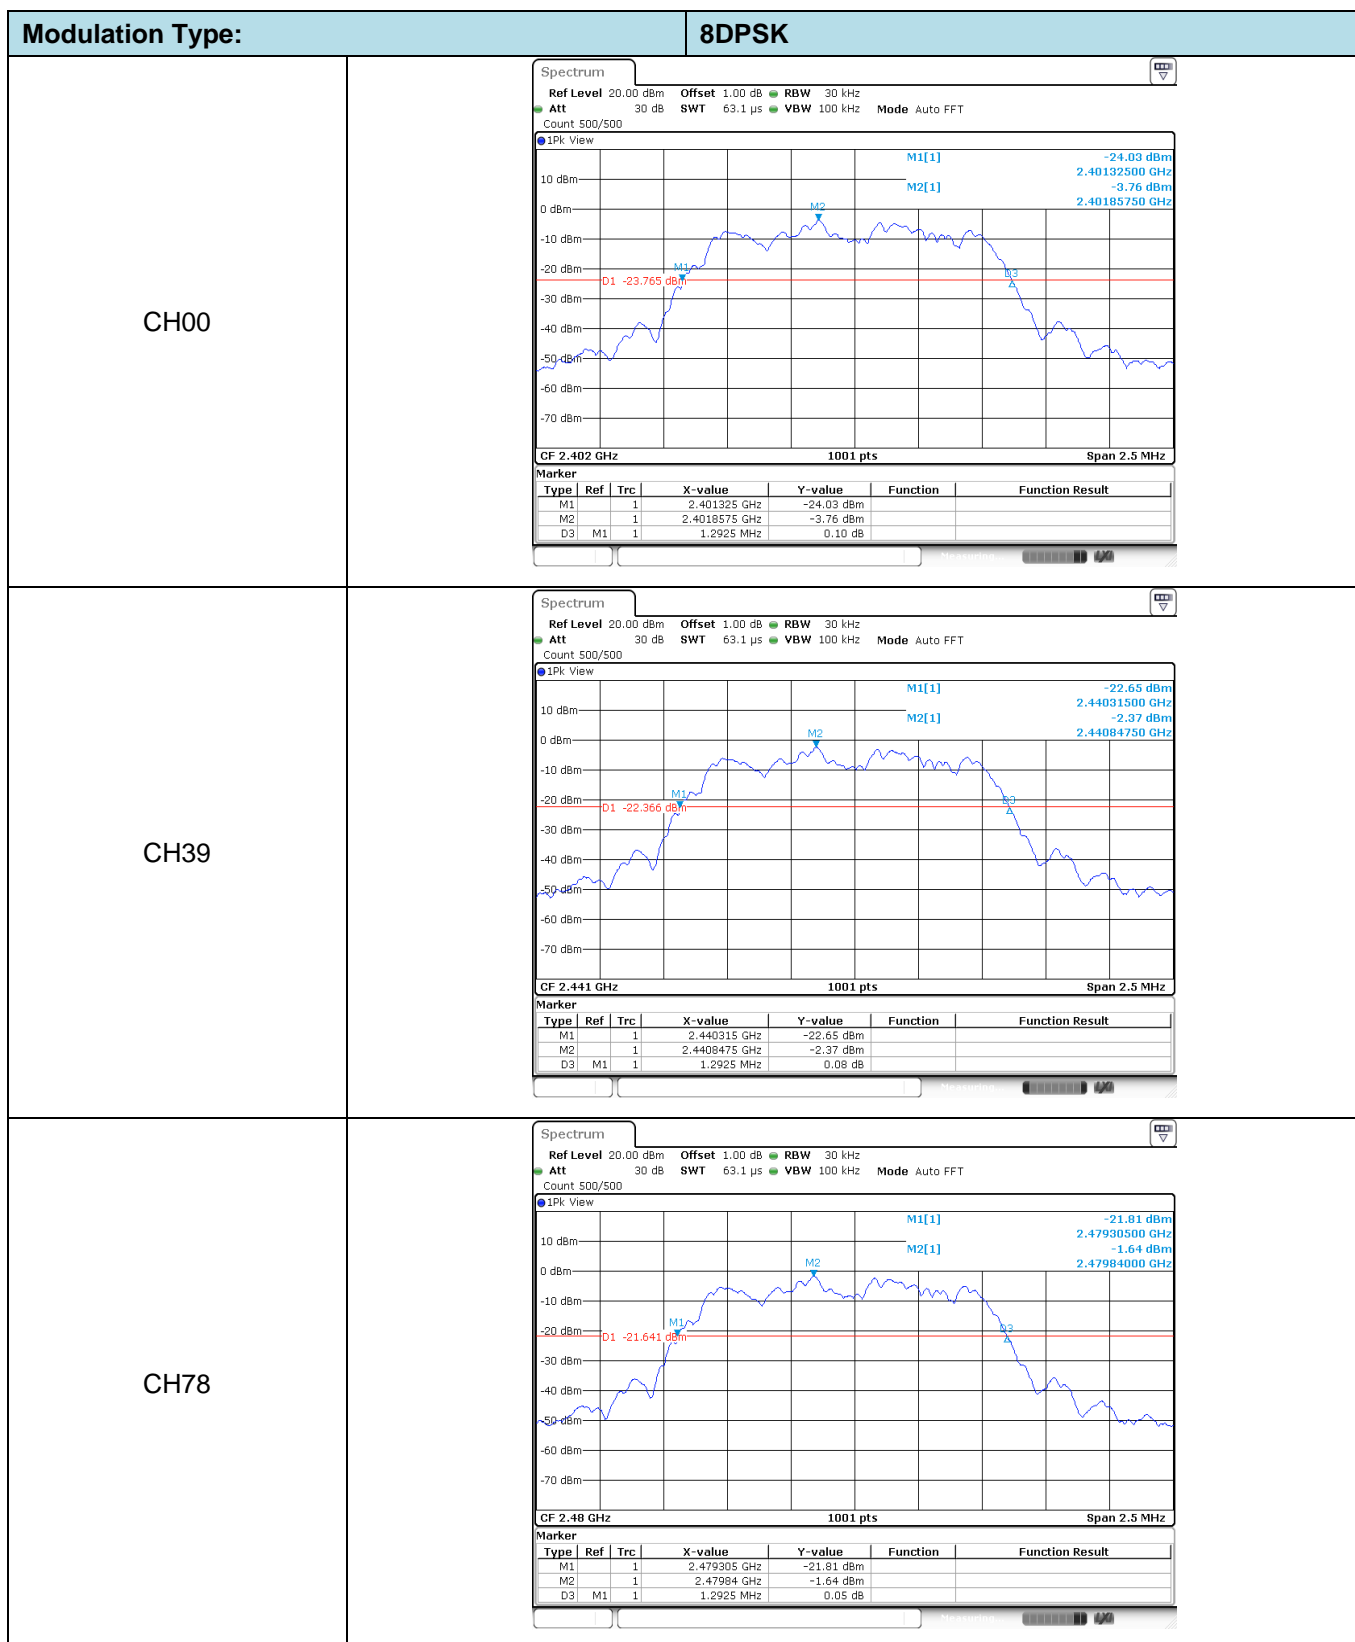 Modulation Type: 8DPSK
CH00
Spectrum
Ref Level 20.00 dBm Offset 1.00 dB RBW 30 kHz
Att 30 dB SWT 63.1 µs VBW 100 kHz Mode Auto FFT
Count 500/500
1Pk View
M1[1] -24.03 dBm
2.40132500 GHz
M2[1] -3.76 dBm
2.40185750 GHz
10 dBm
M2
0 dBm
-10 dBm
-20 dBm
M1
D3
D1 -23.765 dBm
-30 dBm
-40 dBm
-50 dBm
-60 dBm
-70 dBm
CF 2.402 GHz 1001 pts Span 2.5 MHz
Marker
Type Ref Trc X-value Y-value Function Function Result
M1 1 2.401325 GHz -24.03 dBm
M2 1 2.4018575 GHz -3.76 dBm
D3 M1 1 1.2925 MHz 0.10 dB
Measuring...
CH39
Spectrum
Ref Level 20.00 dBm Offset 1.00 dB RBW 30 kHz
Att 30 dB SWT 63.1 µs VBW 100 kHz Mode Auto FFT
Count 500/500
1Pk View
M1[1] -22.65 dBm
2.44031500 GHz
M2[1] -2.37 dBm
2.44084750 GHz
10 dBm
M2
0 dBm
-10 dBm
M1
-20 dBm
D3
D1 -22.366 dBm
-30 dBm
-40 dBm
-50 dBm
-60 dBm
-70 dBm
CF 2.441 GHz 1001 pts Span 2.5 MHz
Marker
Type Ref Trc X-value Y-value Function Function Result
M1 1 2.440315 GHz -22.65 dBm
M2 1 2.4408475 GHz -2.37 dBm
D3 M1 1 1.2925 MHz 0.08 dB
Measuring...
CH78
Spectrum
Ref Level 20.00 dBm Offset 1.00 dB RBW 30 kHz
Att 30 dB SWT 63.1 µs VBW 100 kHz Mode Auto FFT
Count 500/500
1Pk View
M1[1] -21.81 dBm
2.47930500 GHz
M2[1] -1.64 dBm
2.47984000 GHz
10 dBm
M2
0 dBm
-10 dBm
M1
-20 dBm
D3
D1 -21.641 dBm
-30 dBm
-40 dBm
-50 dBm
-60 dBm
-70 dBm
CF 2.48 GHz 1001 pts Span 2.5 MHz
Marker
Type Ref Trc X-value Y-value Function Function Result
M1 1 2.479305 GHz -21.81 dBm
M2 1 2.47984 GHz -1.64 dBm
D3 M1 1 1.2925 MHz 0.05 dB
Measuring...